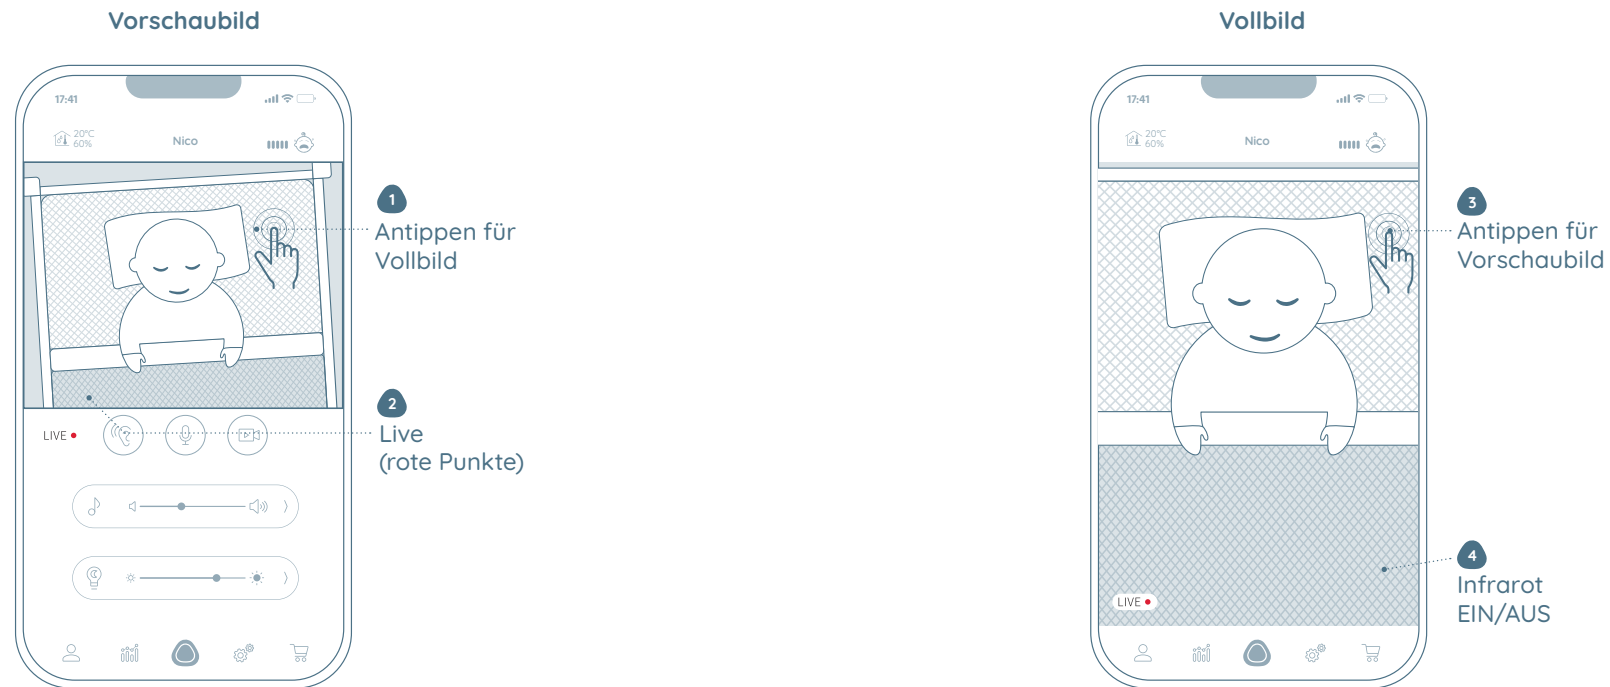 Vorschaubild
17:41
20°C
60%
Nico
1
Antippen für
Vollbild
2
Live
(rote Punkte)
LIVE
Vollbild
17:41
20°C
60%
Nico
3
Antippen für
Vorschaubild
4
Infrarot
EIN/AUS
LIVE